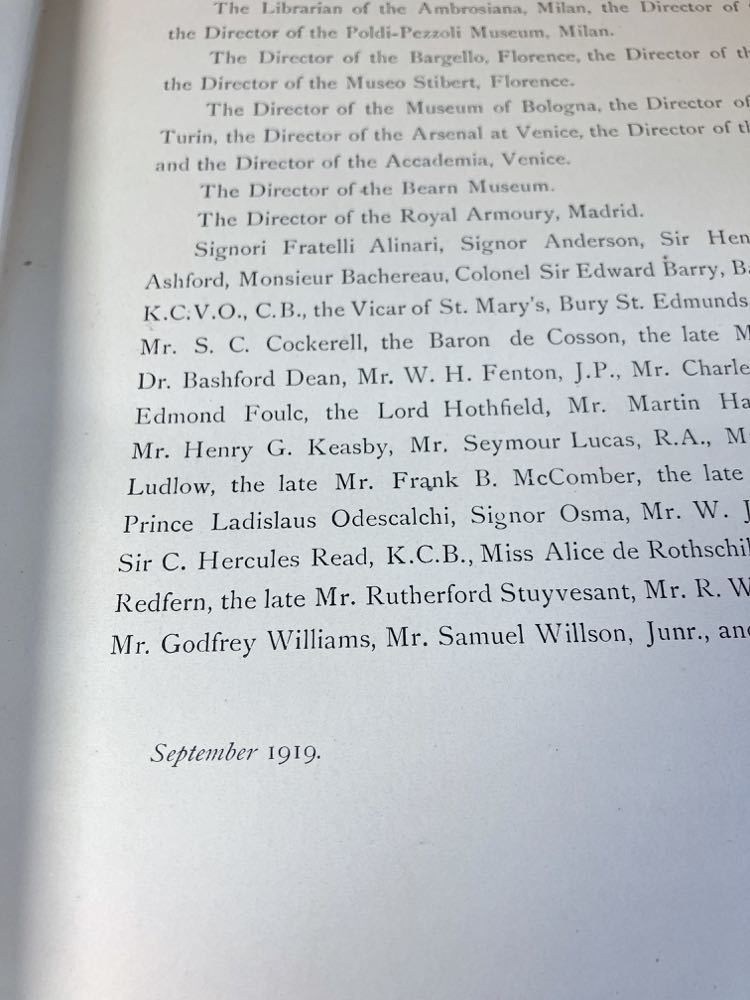 The Librarian of the Ambrosiana, Milan, the Director of
the Director of the Poldi-Pezzoli Museum, Milan.
The Director of the Bargello, Florence, the Director of th
the Director of the Museo Stibert, Florence.
The Director of the Museum of Bologna, the Director of
Turin, the Director of the Arsenal at Venice, the Director of th
and the Director of the Accademia, Venice.
The Director of the Bearn Museum.
The Director of the Royal Armoury, Madrid.
Signori Fratelli Alinari, Signor Anderson, Sir Hen
Ashford, Monsieur Bachereau, Colonel Sir Edward Barry, Ba
K.C.V.O., C.B., the Vicar of St. Mary's, Bury St. Edmunds
Mr. S. C. Cockerell, the Baron de Cosson, the late M
Dr. Bashford Dean, Mr. W. H. Fenton, J.P., Mr. Charle
Edmond Foulc, the Lord Hothfield, Mr. Martin Ha
Mr. Henry G. Keasby, Mr. Seymour Lucas, R.A., M
Ludlow, the late Mr. Frank B. McComber, the late
Prince Ladislaus Odescalchi, Signor Osma, Mr. W. J
Sir C. Hercules Read, K.C.B., Miss Alice de Rothschil
Redfern, the late Mr. Rutherford Stuyvesant, Mr. R. W
Mr. Godfrey Williams, Mr. Samuel Willson, Junr., and
September 1919.